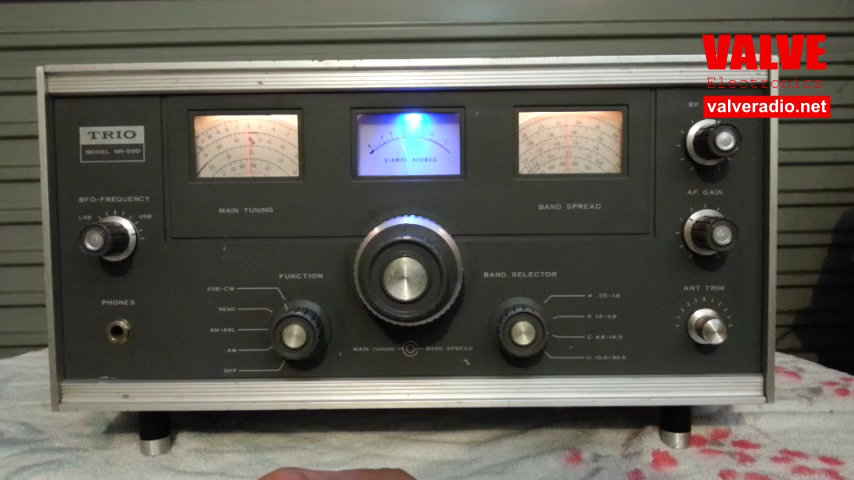 VALVE
Electronics
valveradio.net
TRIO
MODEL 9R-59D
RF
S-UNITS DECIBELS
MAIN TUNING
BAND SPREAD
BFO-FREQUENCY
LSB
USB
AF GAIN
FUNCTION
BAND SELECTOR
SSB-CW
SEND
AM-ANL
AM
OFF
A .55-1.6
B 1.6-4.8
C 4.8-14.5
D 10.5-30.0
PHONES
ANT TRIM
MAIN TUNING
BAND SPREAD